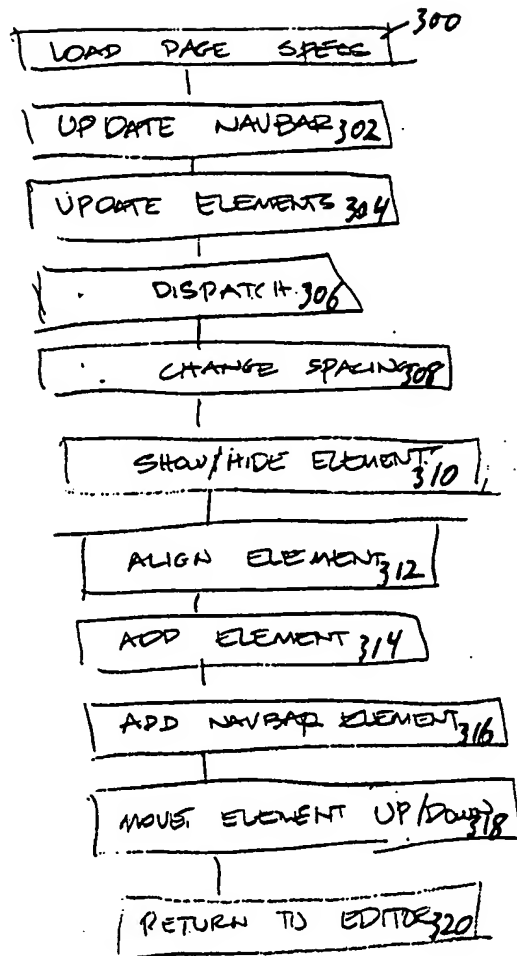 300
LOAD PAGE SPECS
UPDATE NAVBAR 302
UPDATE ELEMENTS 304
DISPATCH 306
CHANGE SPACING 308
SHOW/HIDE ELEMENT 310
ALIGN ELEMENT 312
ADD ELEMENT 314
ADD NAVBAR ELEMENT 316
MOVE ELEMENT UP/DOWN 318
RETURN TO EDITOR 320